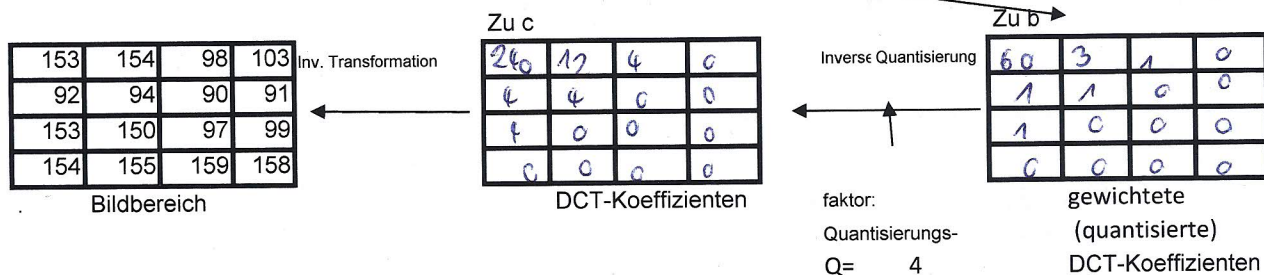 Zu c
Zu b
153 154 98 103
92 94 90 91
153 150 97 99
154 155 159 158
Bildbereich
Inv. Transformation
240 12 4 0
4 4 0 0
4 0 0 0
0 0 0 0
DCT-Koeffizienten
Inverse Quantisierung
faktor:
Quantisierungs-
Q= 4
60 3 1 0
1 1 0 0
1 0 0 0
0 0 0 0
gewichtete
(quantisierte)
DCT-Koeffizienten